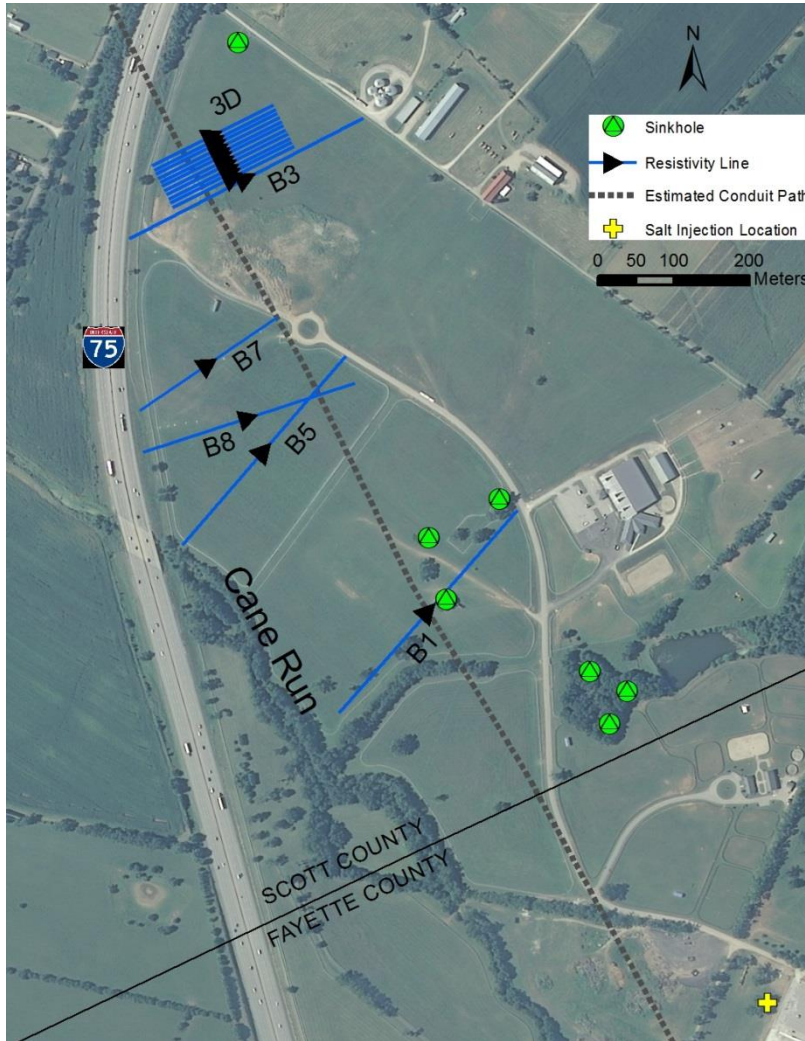 N
Sinkhole
Resistivity Line
Estimated Conduit Path
Salt Injection Location
0 50 100 200
Meters
3D
B3
INTERSTATE
75
B7
B8
B5
Cane Run
B1
SCOTT COUNTY
FAYETTE COUNTY